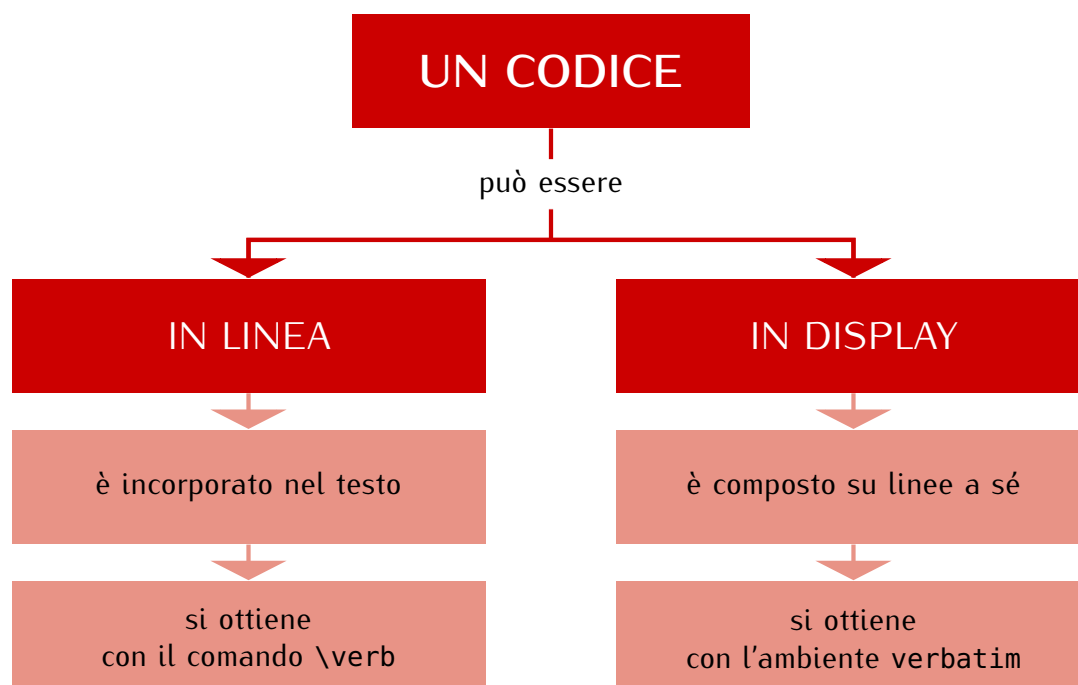 UN CODICE
può essere
IN LINEA
IN DISPLAY
è incorporato nel testo
è composto su linee a sé
si ottiene
con il comando \verb
si ottiene
con l'ambiente verbatim